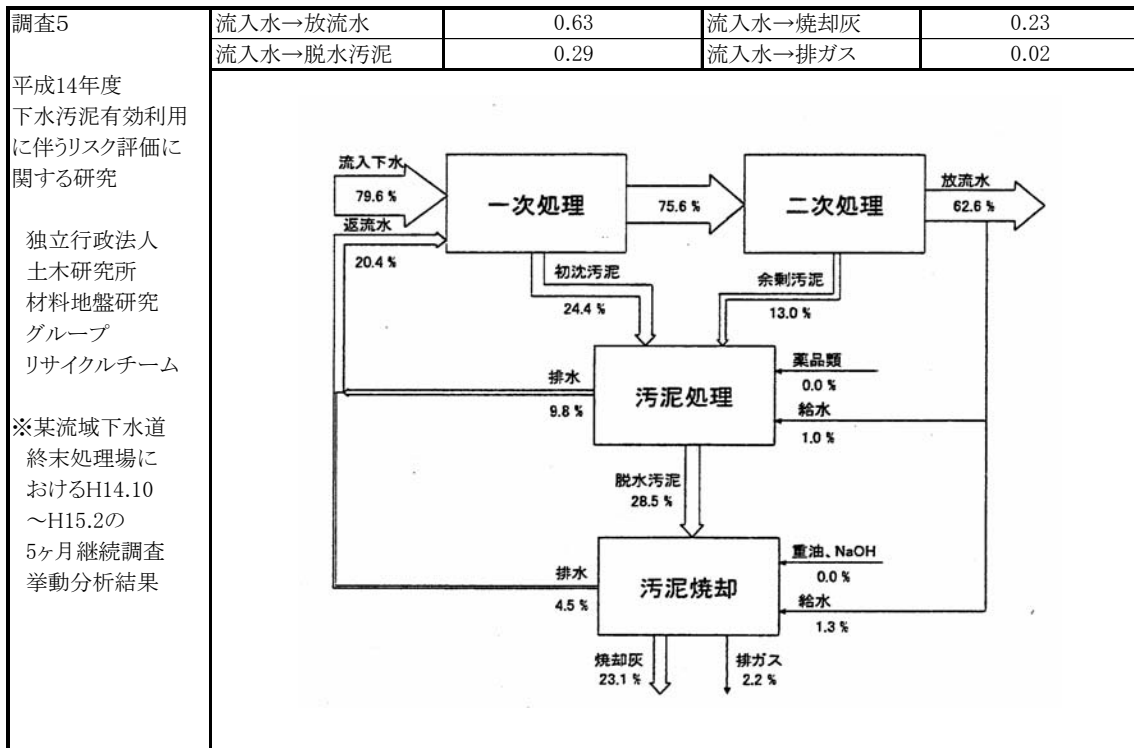 調査5
流入水→放流水 0.63 流入水→焼却灰 0.23
流入水→脱水汚泥 0.29 流入水→排ガス 0.02
平成14年度
下水汚泥有効利用
に伴うリスク評価に
関する研究
独立行政法人
土木研究所
材料地盤研究
グループ
リサイクルチーム
※某流域下水道
終末処理場に
おけるH14.10
~H15.2の
5ヶ月継続調査
挙動分析結果
流入下水
79.6 %
返流水
20.4 %
一次処理
75.6 %
二次処理
放流水
62.6 %
初沈汚泥
24.4 %
余剰汚泥
13.0 %
排水
9.8 %
汚泥処理
薬品類
0.0 %
給水
1.0 %
脱水汚泥
28.5 %
排水
4.5 %
汚泥焼却
重油、NaOH
0.0 %
給水
1.3 %
焼却灰
23.1 %
排ガス
2.2 %